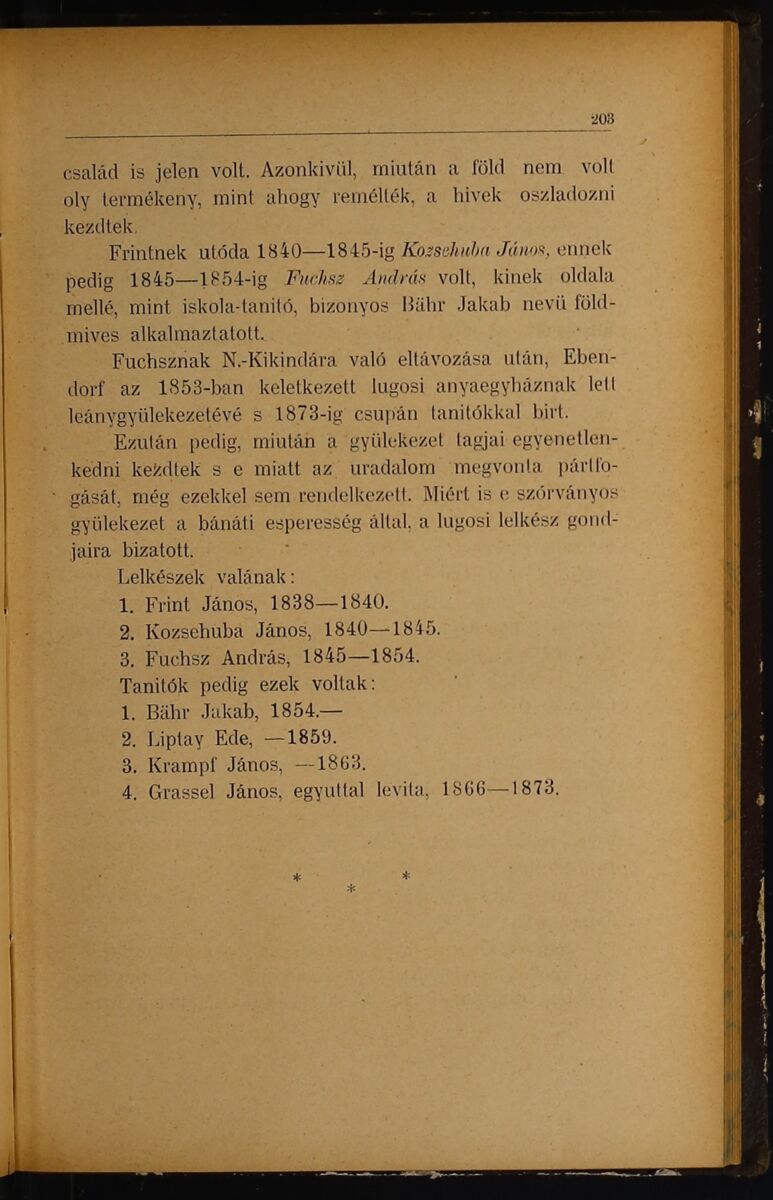 203
család is jelen volt. Azonkivül, miután a föld nem volt
oly termékeny, mint ahogy remélték, a hivek oszladozni
kezdtek.
Frintnek utóda 1840—1845-ig Kozsehuba János, ennek
pedig 1845—1854-ig Fuchsz András volt, kinek oldala
mellé, mint iskola-tanitó, bizonyos Bähr Jakab nevü föld-
mives alkalmaztatott.
Fuchsznak N.-Kikindára való eltávozása után, Eben-
dorf az 1853-ban keletkezett lugosi anyaegyháznak lett
leánygyülekezetévé s 1873-ig csupán tanitókkal birt.
Ezután pedig, miután a gyülekezet tagjai egyenetlen-
kedni kezdtek s e miatt az uradalom megvonta pártfo-
gását, még ezekkel sem rendelkezett. Miért is e szórványos
gyülekezet a bánáti esperesség által, a lugosi lelkész gond-
jaira bizatott.
Lelkészek valának:
1. Frint János, 1838—1840.
2. Kozsehuba János, 1840—1845.
3. Fuchsz András, 1845—1854.
Tanitók pedig ezek voltak:
1. Bähr Jakab, 1854.—
2. Liptay Ede, —1859.
3. Krampf János, —1863.
4. Grassel János, egyuttal levita, 1866—1873.
* *
*